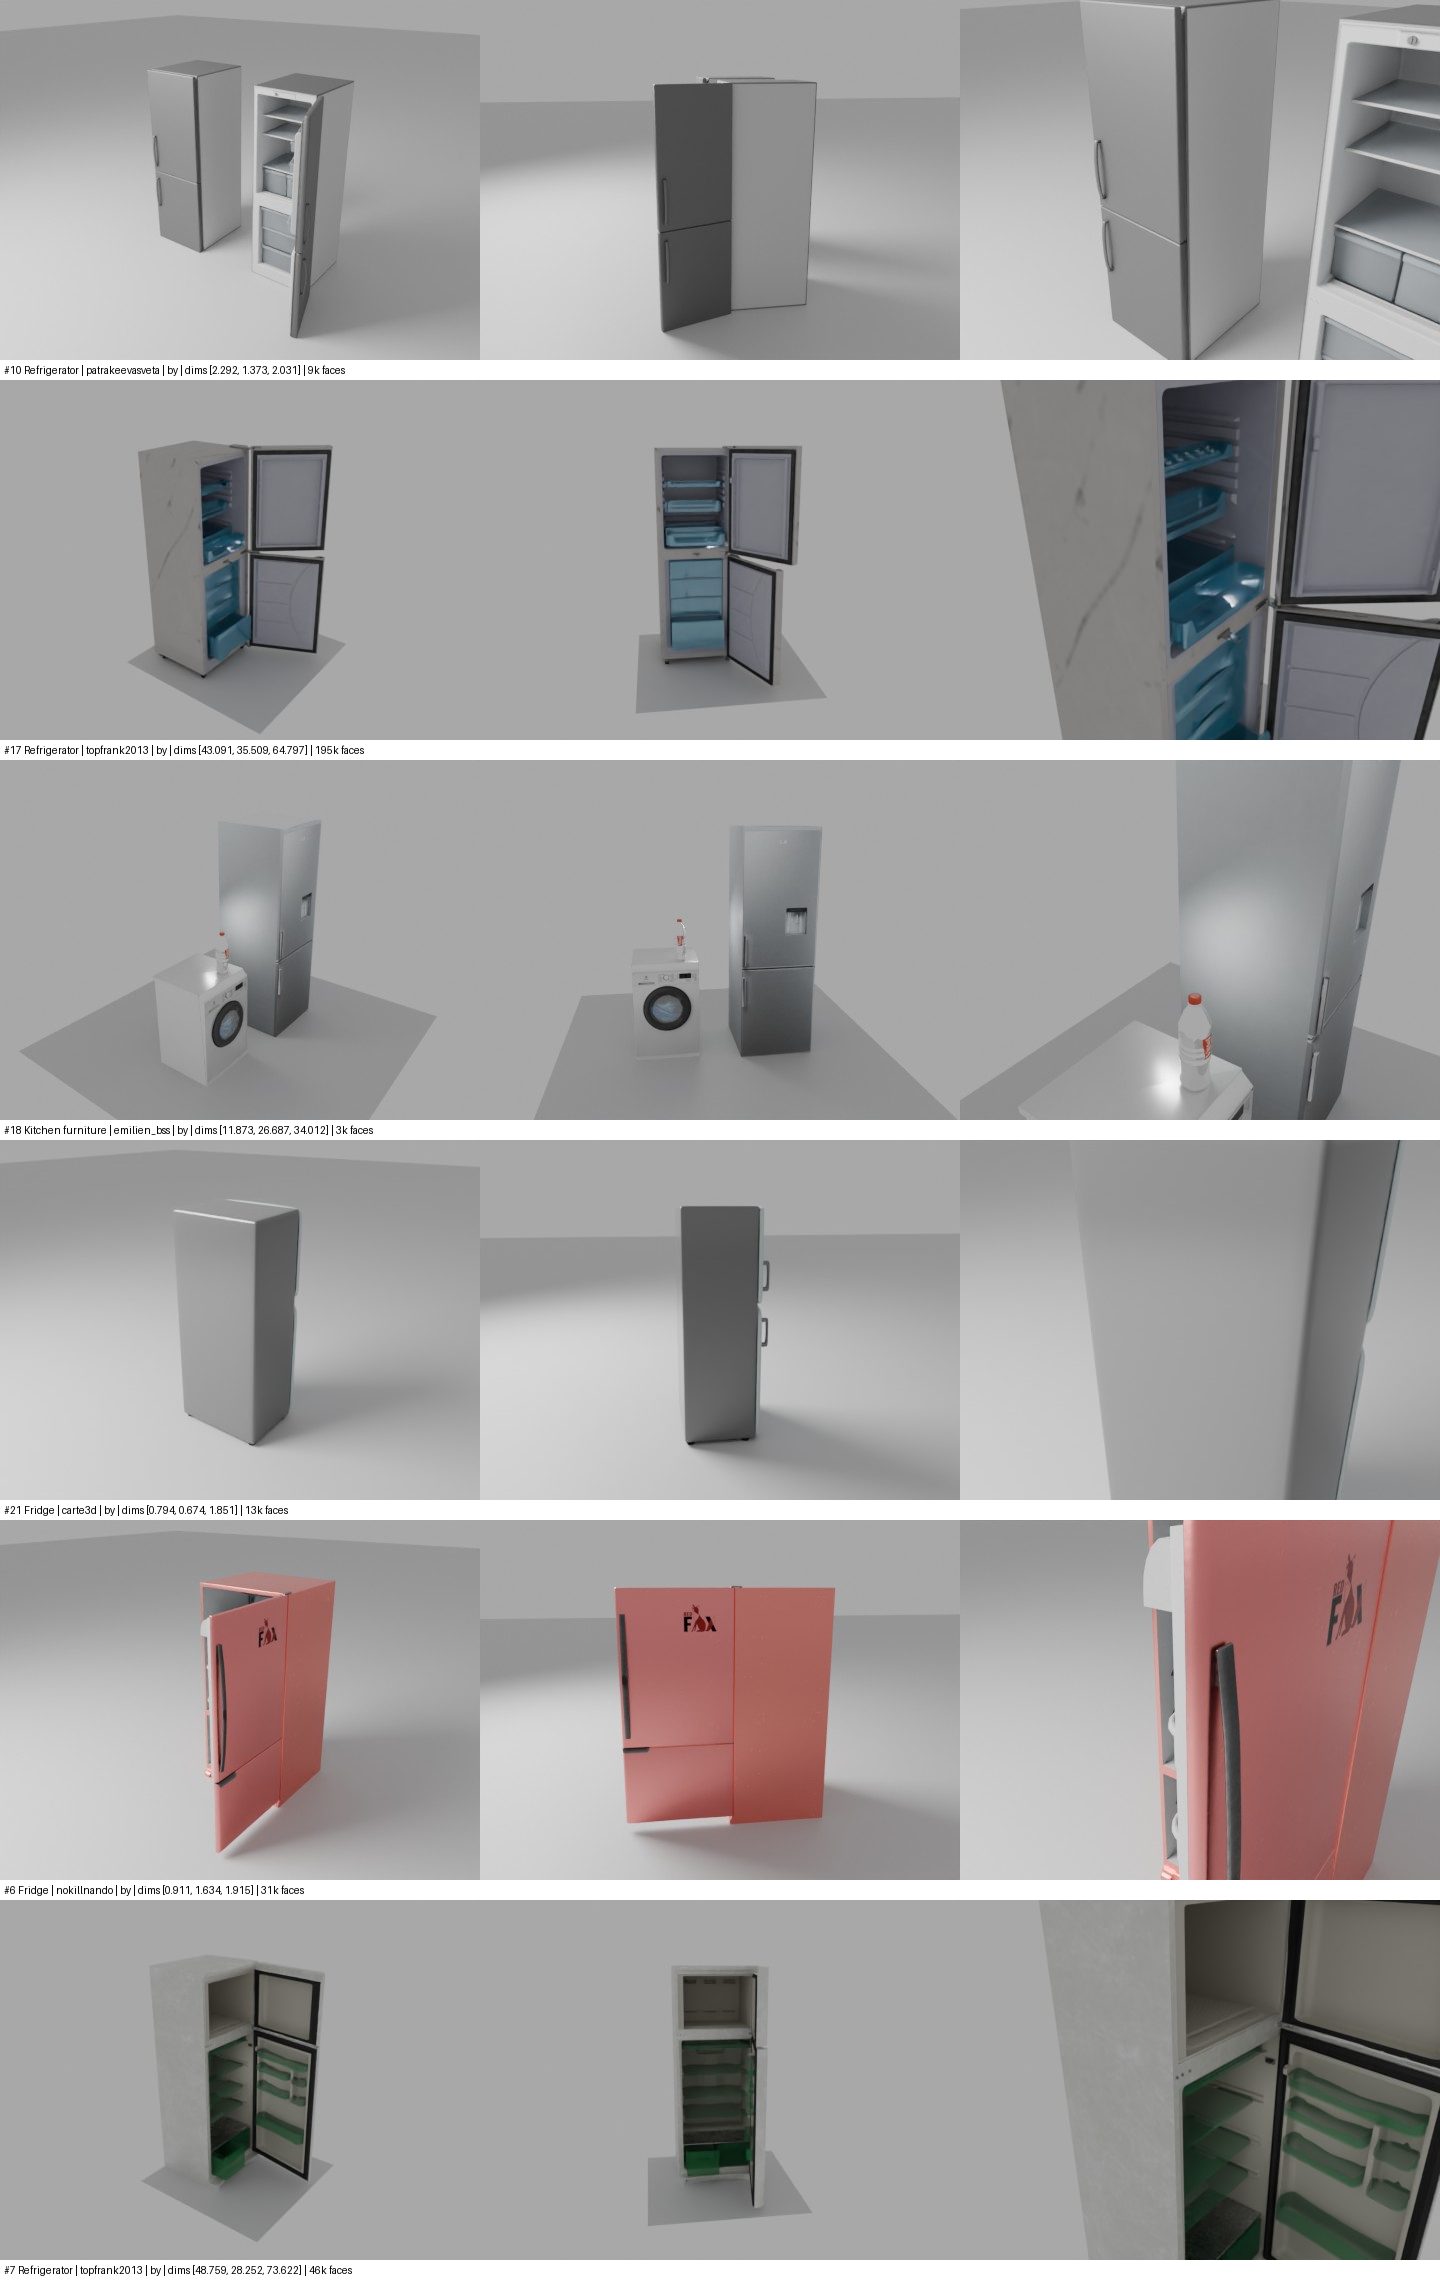 #10 Refrigerator | patrakeevasveta | by | dims [2.292, 1.373, 2.031] | 9k faces
#17 Refrigerator | topfrank2013 | by | dims [43.091, 35.509, 64.797] | 195k faces
#18 Kitchen furniture | emilien_bss | by | dims [11.873, 26.687, 34.012] | 3k faces
#21 Fridge | carte3d | by | dims [0.794, 0.674, 1.851] | 13k faces
RED
FOX
RED
FOX
RED
FOX
#6 Fridge | nokillnando | by | dims [0.911, 1.634, 1.915] | 31k faces
#7 Refrigerator | topfrank2013 | by | dims [48.759, 28.252, 73.622] | 46k faces